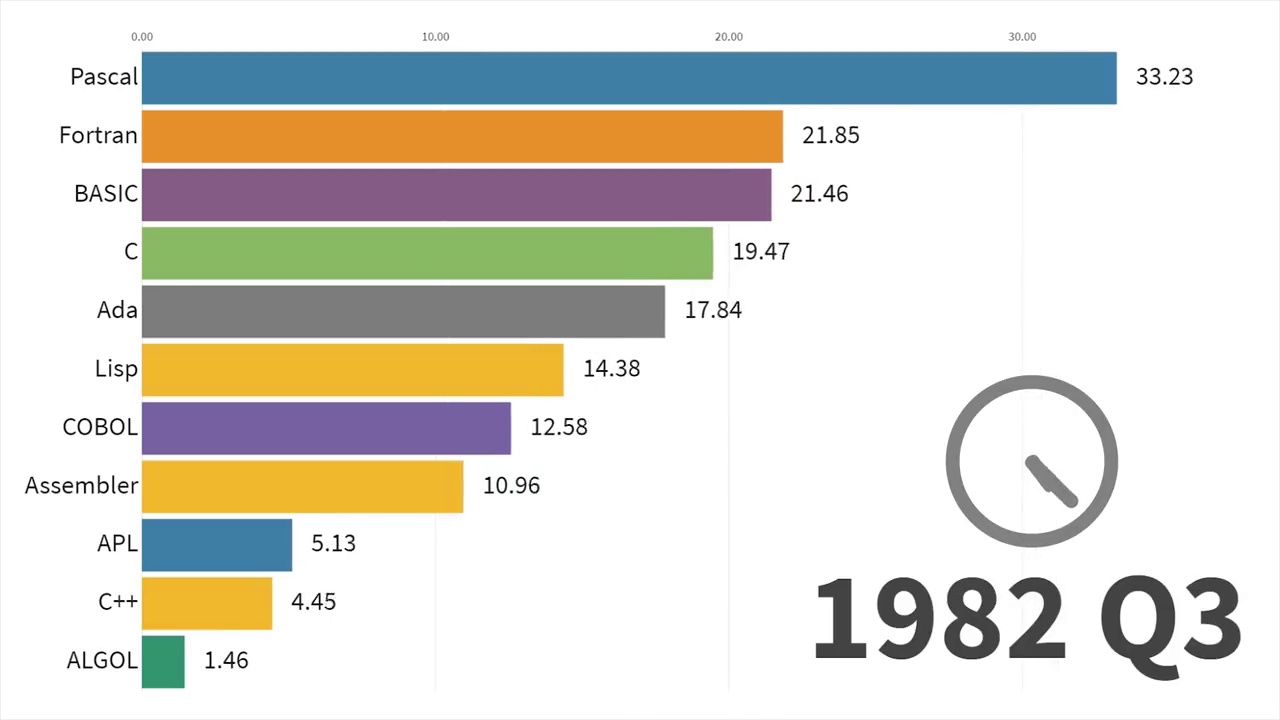 0.00 10.00 20.00 30.00
Pascal 33.23
Fortran 21.85
BASIC 21.46
C 19.47
Ada 17.84
Lisp 14.38
COBOL 12.58
Assembler 10.96
APL 5.13
C++ 4.45
ALGOL 1.46
1982 Q3